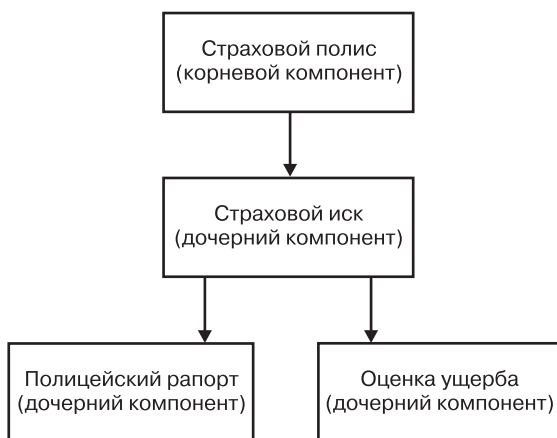 Страховой полис
(корневой компонент)
Страховой иск
(дочерний компонент)
Полицейский рапорт
(дочерний компонент)
Оценка ущерба
(дочерний компонент)